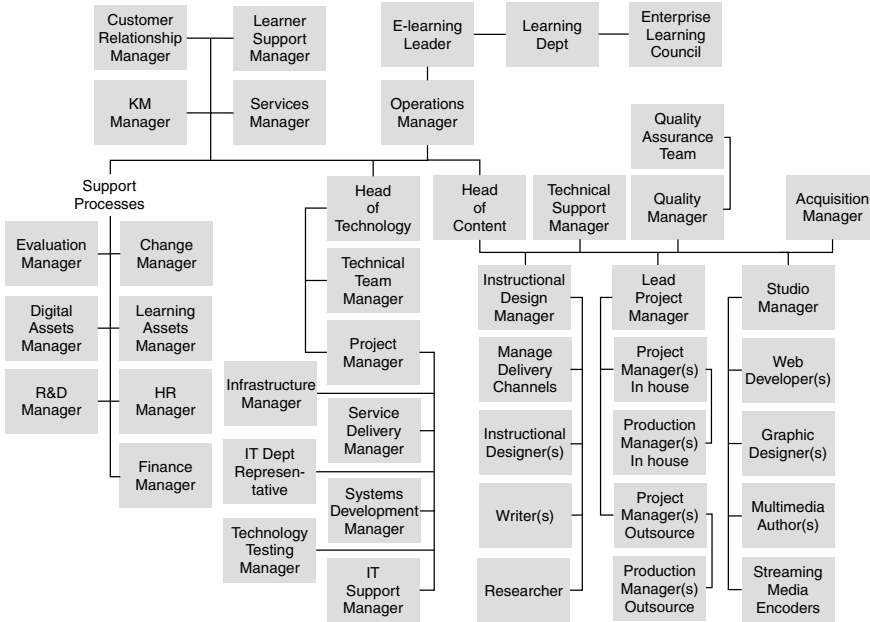 Customer
Relationship
Manager
Learner
Support
Manager
E-learning
Leader
Learning
Dept
Enterprise
Learning
Council
KM
Manager
Services
Manager
Operations
Manager
Quality
Assurance
Team
Support
Processes
Head
of
Technology
Head
of
Content
Technical
Support
Manager
Quality
Manager
Acquisition
Manager
Evaluation
Manager
Change
Manager
Digital
Assets
Manager
Learning
Assets
Manager
R&D
Manager
HR
Manager
Finance
Manager
Technical
Team
Manager
Project
Manager
Infrastructure
Manager
Service
Delivery
Manager
IT Dept
Represen-
tative
Systems
Development
Manager
Technology
Testing
Manager
IT
Support
Manager
Instructional
Design
Manager
Manage
Delivery
Channels
Instructional
Designer(s)
Writer(s)
Researcher
Lead
Project
Manager
Project
Manager(s)
In house
Production
Manager(s)
In house
Project
Manager(s)
Outsource
Production
Manager(s)
Outsource
Studio
Manager
Web
Developer(s)
Graphic
Designer(s)
Multimedia
Author(s)
Streaming
Media
Encoders